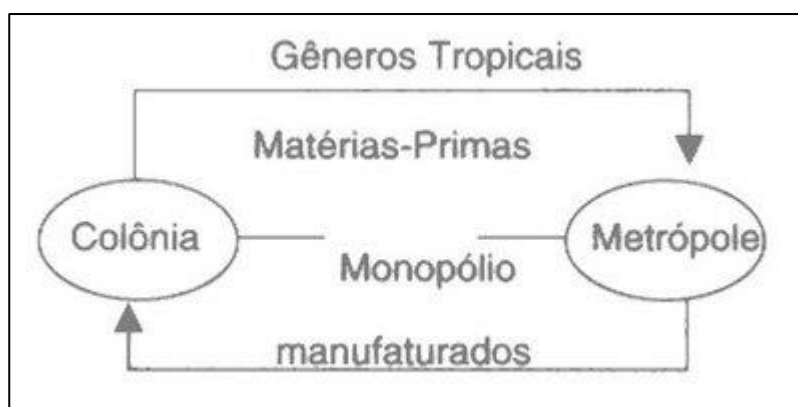 Gêneros Tropicais
Matérias-Primas
Colônia
Metrópole
Monopólio
manufaturados